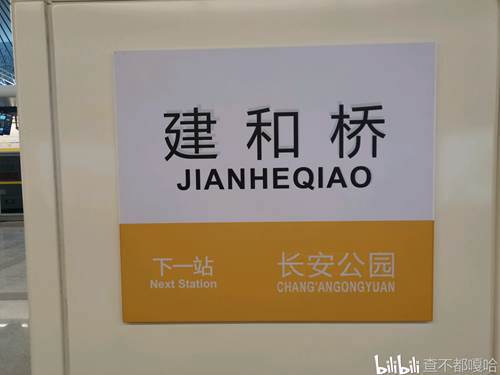 建和桥
JIANHEQIAO
下一站
Next Station
长安公园
CHANG'ANGONGYUAN
bilibili 查不都嘎哈